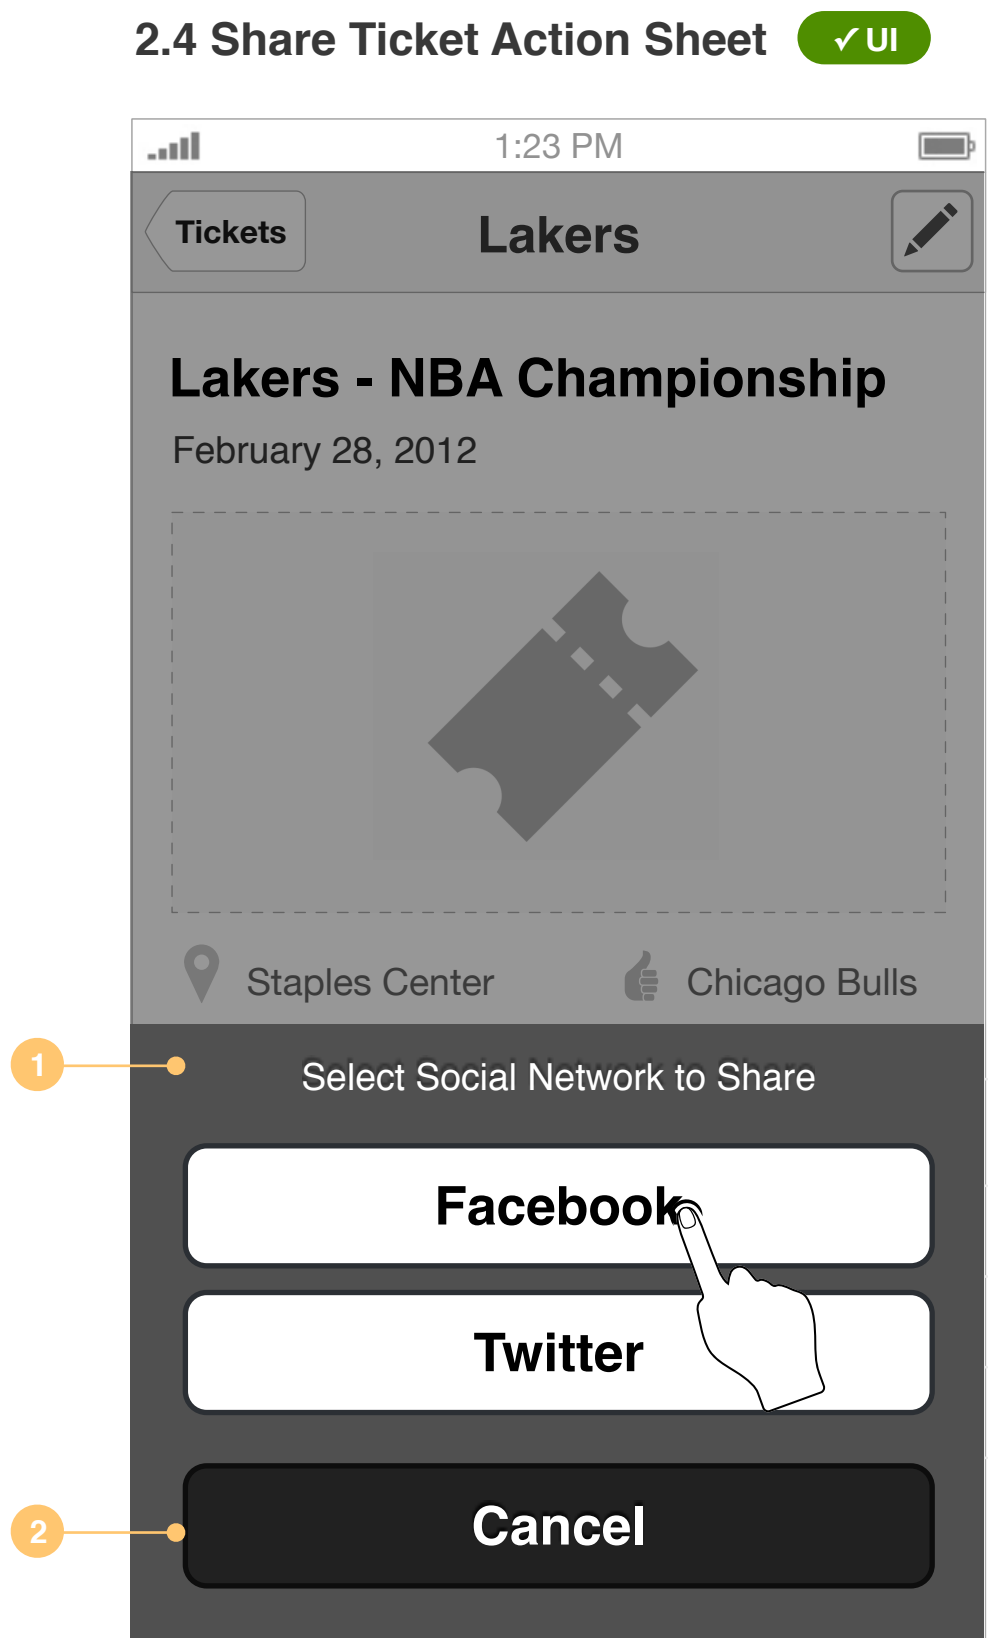 2.4 Share Ticket Action Sheet ✓ UI
1:23 PM
Tickets
Lakers
Lakers - NBA Championship
February 28, 2012
Staples Center
Chicago Bulls
1
Select Social Network to Share
Facebook
Twitter
2
Cancel